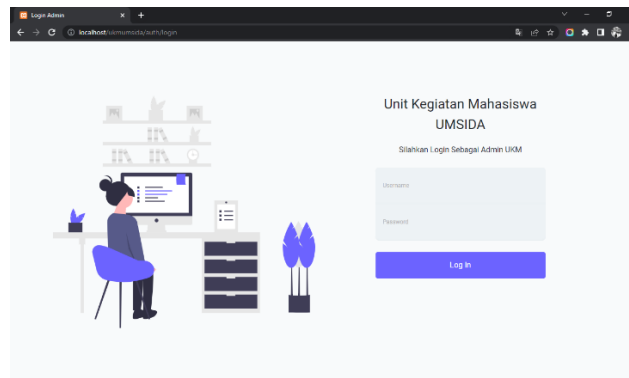 Login Admin
localhost/ukmumsida/auth/login
Unit Kegiatan Mahasiswa
UMSIDA
Silahkan Login Sebagai Admin UKM
Username
Password
Log In